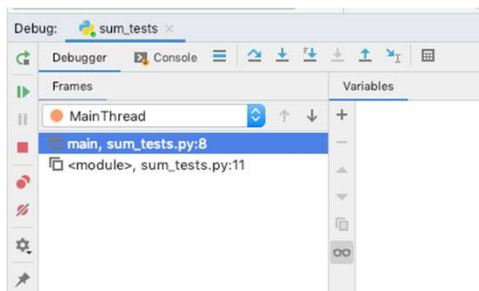 Debug: sum_tests
Debugger Console
Frames Variables
MainThread
main, sum_tests.py:8
<module>, sum_tests.py:11